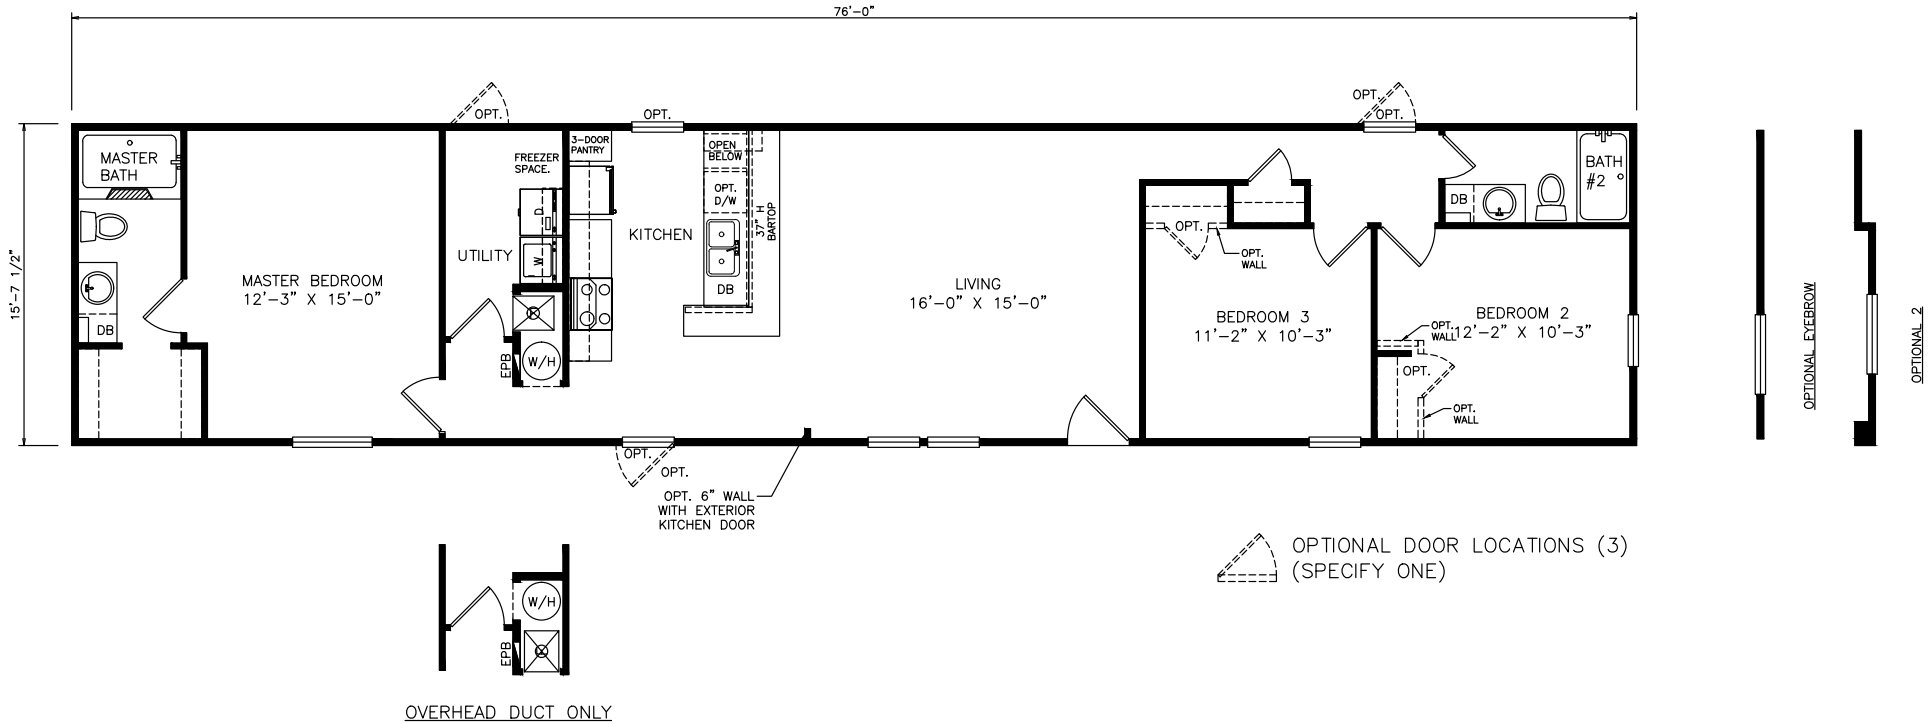 76'-0"
15'-7 1/2"
OPT.
OPT.
OPT.
OPT.
MASTER
BATH
DB
MASTER BEDROOM
12'-3" X 15'-0"
FREEZER
SPACE.
D
W
UTILITY
EPB
W/H
3-DOOR
PANTRY
KITCHEN
OPEN
BELOW
OPT.
D/W
DB
37" H
BARTOP
LIVING
16'-0" X 15'-0"
OPT.
OPT.
WALL
BEDROOM 3
11'-2" X 10'-3"
DB
BATH
#2
BEDROOM 2
12'-2" X 10'-3"
OPT.
WALL
OPT.
OPT.
WALL
OPT.
OPT.
OPT. 6" WALL
WITH EXTERIOR
KITCHEN DOOR
OPTIONAL EYEBROW
OPTIONAL 2
OPTIONAL DOOR LOCATIONS (3)
(SPECIFY ONE)
W/H
EPB
OVERHEAD DUCT ONLY